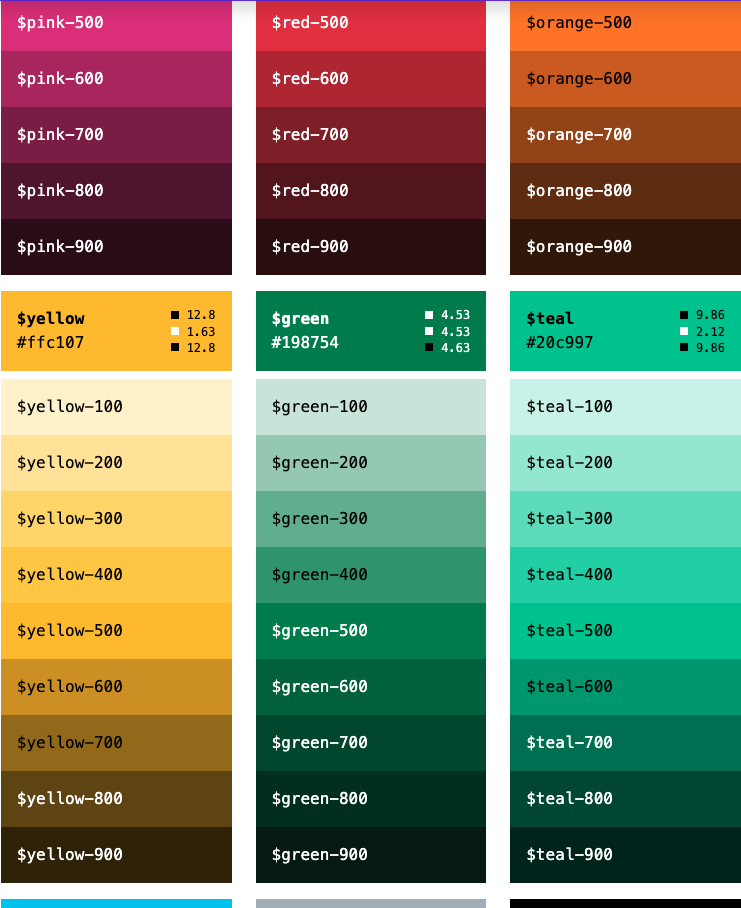 $pink-500
$pink-600
$pink-700
$pink-800
$pink-900
$red-500
$red-600
$red-700
$red-800
$red-900
$orange-500
$orange-600
$orange-700
$orange-800
$orange-900
$yellow
#ffc107
12.8
1.63
12.8
$yellow-100
$yellow-200
$yellow-300
$yellow-400
$yellow-500
$yellow-600
$yellow-700
$yellow-800
$yellow-900
$green
#198754
4.53
4.53
4.63
$green-100
$green-200
$green-300
$green-400
$green-500
$green-600
$green-700
$green-800
$green-900
$teal
#20c997
9.86
2.12
9.86
$teal-100
$teal-200
$teal-300
$teal-400
$teal-500
$teal-600
$teal-700
$teal-800
$teal-900